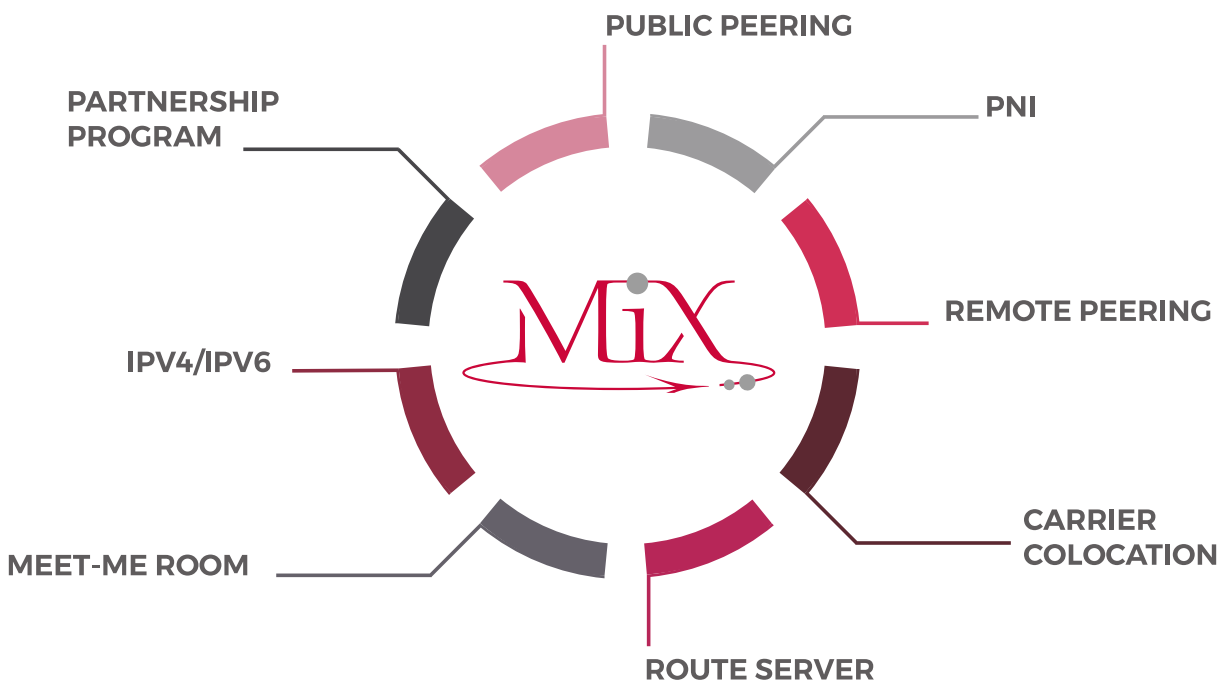 PUBLIC PEERING
PARTNERSHIP
PROGRAM
PNI
MiX
REMOTE PEERING
IPV4/IPV6
CARRIER
COLOCATION
MEET-ME ROOM
ROUTE SERVER